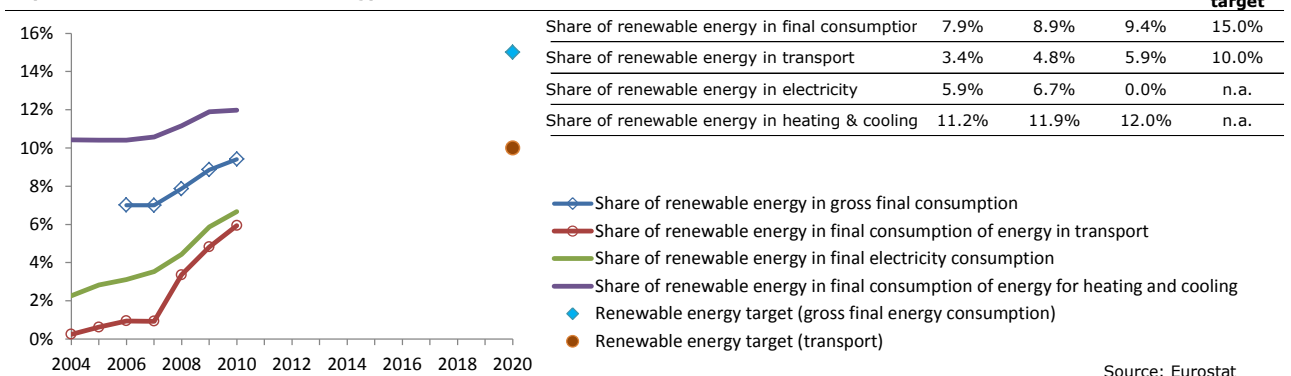 target
Share of renewable energy in final consumption 7.9% 8.9% 9.4% 15.0%
Share of renewable energy in transport 3.4% 4.8% 5.9% 10.0%
Share of renewable energy in electricity 5.9% 6.7% 0.0% n.a.
Share of renewable energy in heating & cooling 11.2% 11.9% 12.0% n.a.
16%
14%
12%
10%
8%
6%
4%
2%
0%
2004 2006 2008 2010 2012 2014 2016 2018 2020
Share of renewable energy in gross final consumption
Share of renewable energy in final consumption of energy in transport
Share of renewable energy in final electricity consumption
Share of renewable energy in final consumption of energy for heating and cooling
Renewable energy target (gross final energy consumption)
Renewable energy target (transport)
Source: Eurostat